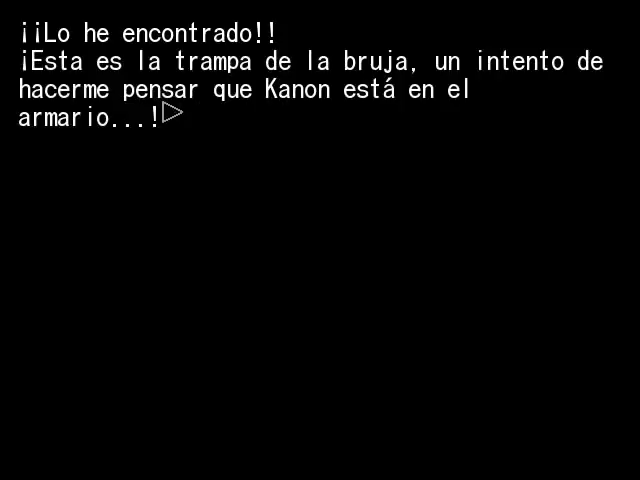 ¡¡Lo he encontrado!!
¡Esta es la trampa de la bruja, un intento de
hacerme pensar que Kanon está en el
armario...!